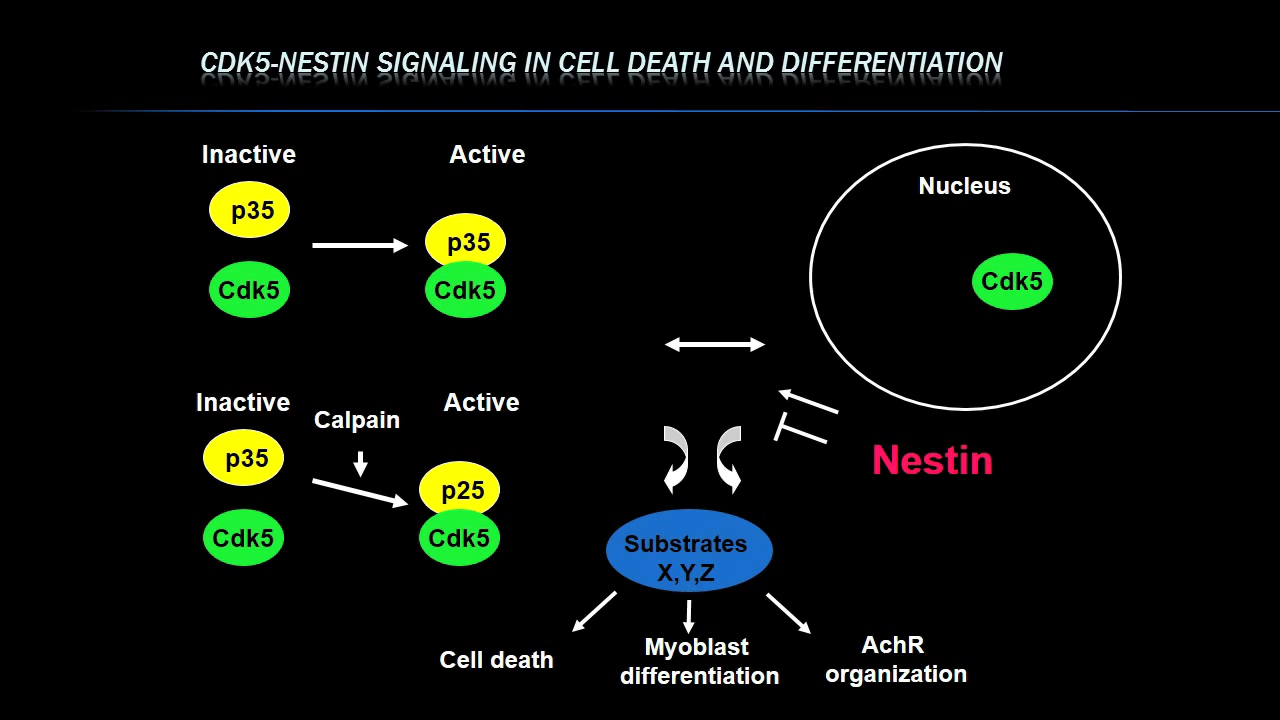 CDK5-NESTIN SIGNALING IN CELL DEATH AND DIFFERENTIATION
Inactive
Active
p35
Cdk5
p35
Cdk5
Nucleus
Cdk5
Inactive
Calpain
Active
p35
Cdk5
p25
Cdk5
Nestin
Substrates
X,Y,Z
Cell death
Myoblast
differentiation
AchR
organization